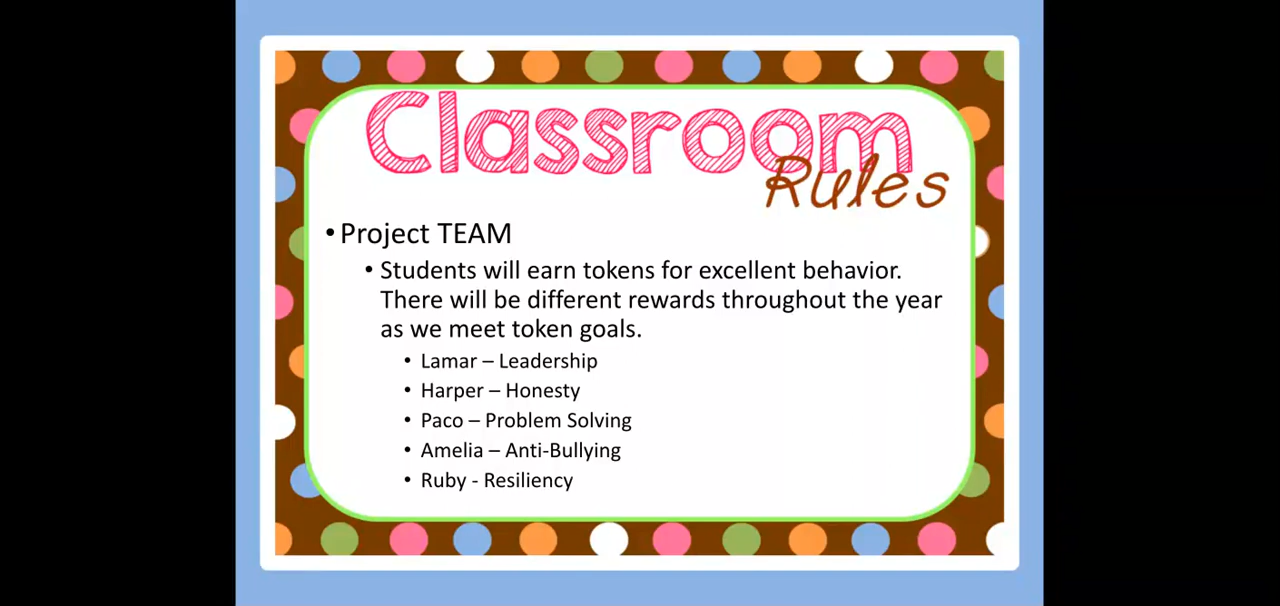 Classroom
Rules
• Project TEAM
• Students will earn tokens for excellent behavior.
There will be different rewards throughout the year
as we meet token goals.
• Lamar – Leadership
• Harper – Honesty
• Paco – Problem Solving
• Amelia – Anti-Bullying
• Ruby - Resiliency